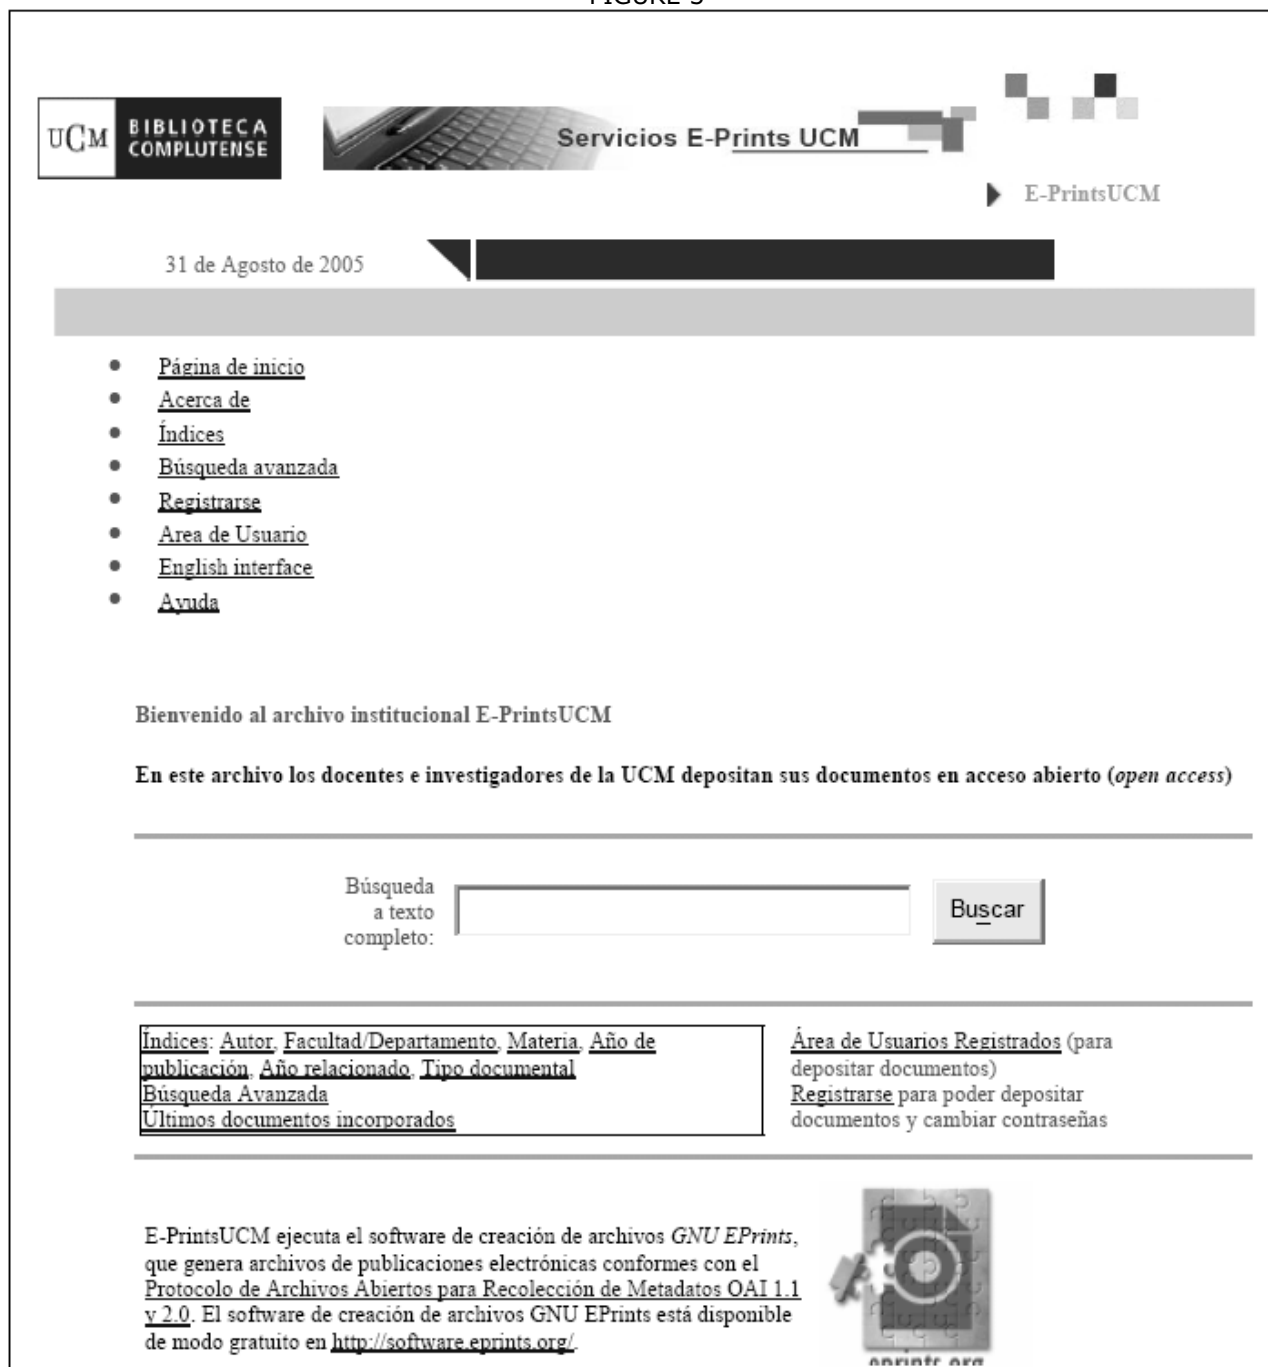 FIGURE 3
UCM BIBLIOTECA
COMPLUTENSE
Servicios E-Prints UCM
E-PrintsUCM
31 de Agosto de 2005
Página de inicio
Acerca de
Índices
Búsqueda avanzada
Registrarse
Area de Usuario
English interface
Ayuda
Bienvenido al archivo institucional E-PrintsUCM
En este archivo los docentes e investigadores de la UCM depositan sus documentos en acceso abierto (open access)
Búsqueda
a texto
completo:
Buscar
Índices: Autor, Facultad/Departamento, Materia, Año de
publicación, Año relacionado, Tipo documental
Búsqueda Avanzada
Últimos documentos incorporados
Área de Usuarios Registrados (para
depositar documentos)
Registrarse para poder depositar
documentos y cambiar contraseñas
E-PrintsUCM ejecuta el software de creación de archivos GNU EPrints,
que genera archivos de publicaciones electrónicas conformes con el
Protocolo de Archivos Abiertos para Recolección de Metadatos OAI 1.1
y 2.0. El software de creación de archivos GNU EPrints está disponible
de modo gratuito en http://software.eprints.org/.
eprints.org